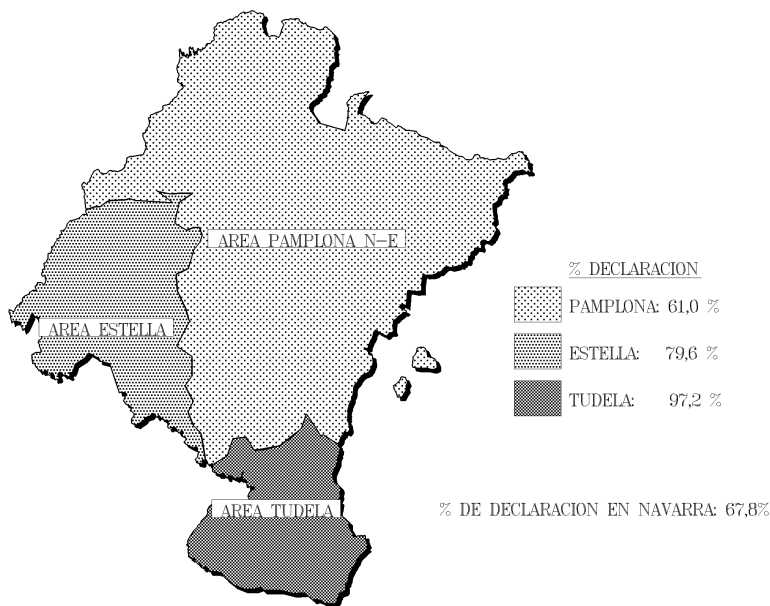 AREA PAMPLONA N-E
% DECLARACION
PAMPLONA: 61,0 %
AREA ESTELLA
ESTELLA: 79,6 %
TUDELA: 97,2 %
AREA TUDELA
% DE DECLARACION EN NAVARRA: 67,8%